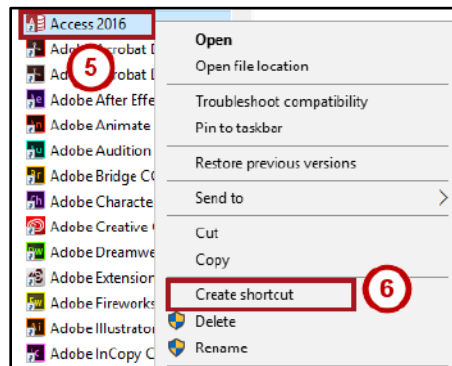 Access 2016
5
Adobe Acrobat D
Adobe After Effe
Adobe Animate
Adobe Audition
Adobe Bridge CC
Adobe Characte
Adobe Creative
Adobe Dreamwe
Adobe Extension
Adobe Fireworks
Adobe Illustrator
Adobe InCopy C
Open
Open file location
Troubleshoot compatibility
Pin to taskbar
Restore previous versions
Send to
Cut
Copy
Create shortcut
6
Delete
Rename